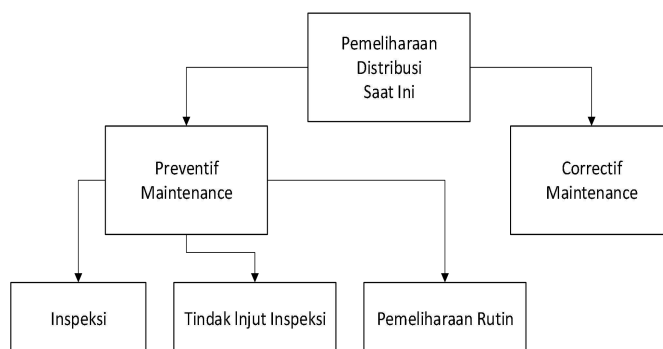 Pemeliharaan
Distribusi
Saat Ini
Preventif
Maintenance
Correctif
Maintenance
Inspeksi
Tindak lnjut Inspeksi
Pemeliharaan Rutin